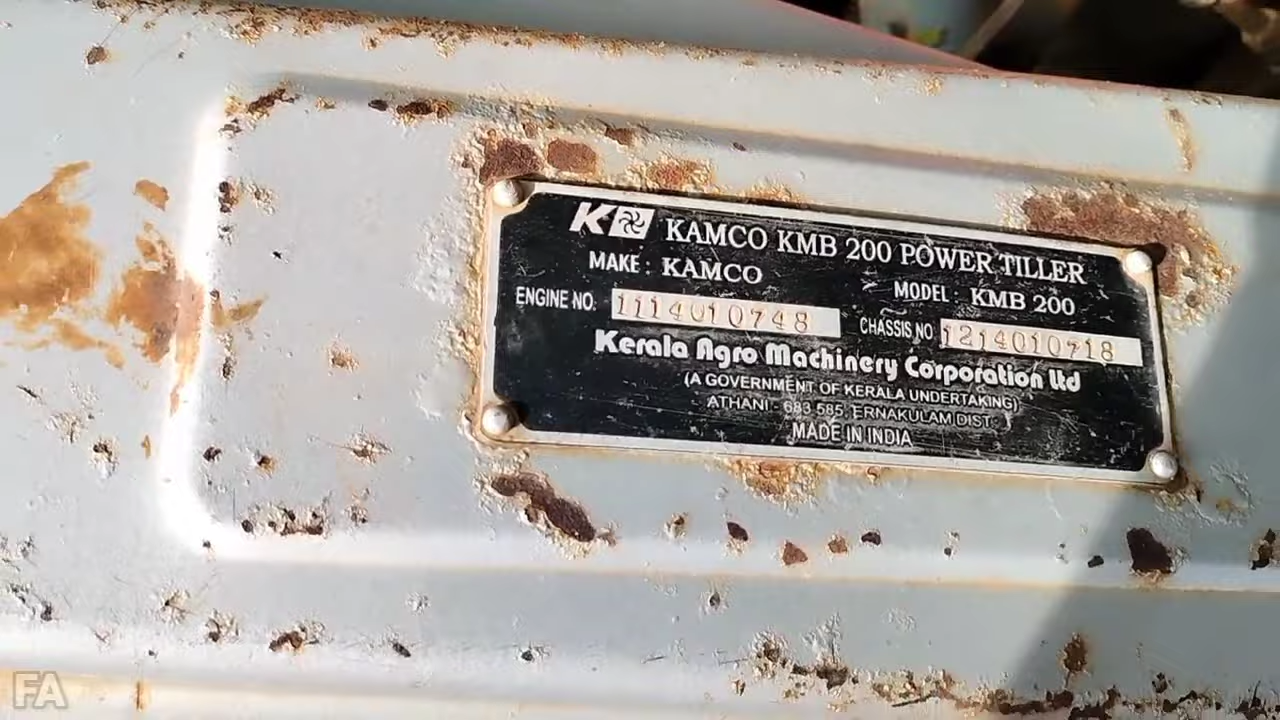 K KAMCO KMB 200 POWER TILLER
MAKE : KAMCO
MODEL : KMB 200
ENGINE NO. 1114010748
CHASSIS NO 1214010718
Kerala Agro Machinery Corporation Ltd
(A GOVERNMENT OF KERALA UNDERTAKING)
ATHANI - 683 585, ERNAKULAM DIST.
MADE IN INDIA
FA